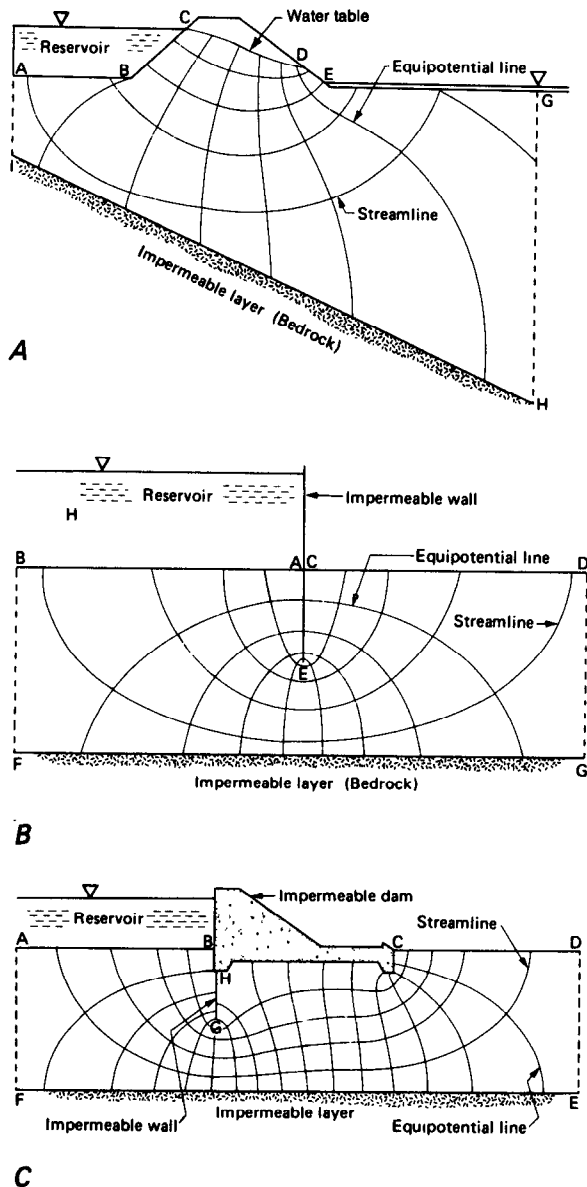 C
Water table
Reservoir
D
Equipotential line
A
B
E
G
Streamline
Impermeable layer (Bedrock)
A
H
Reservoir
Impermeable wall
H
B
A
C
Equipotential line
D
Streamline
E
F
G
Impermeable layer (Bedrock)
B
Impermeable dam
Reservoir
Streamline
A
B
C
D
H
G
F
E
Impermeable layer
Impermeable wall
Equipotential line
C